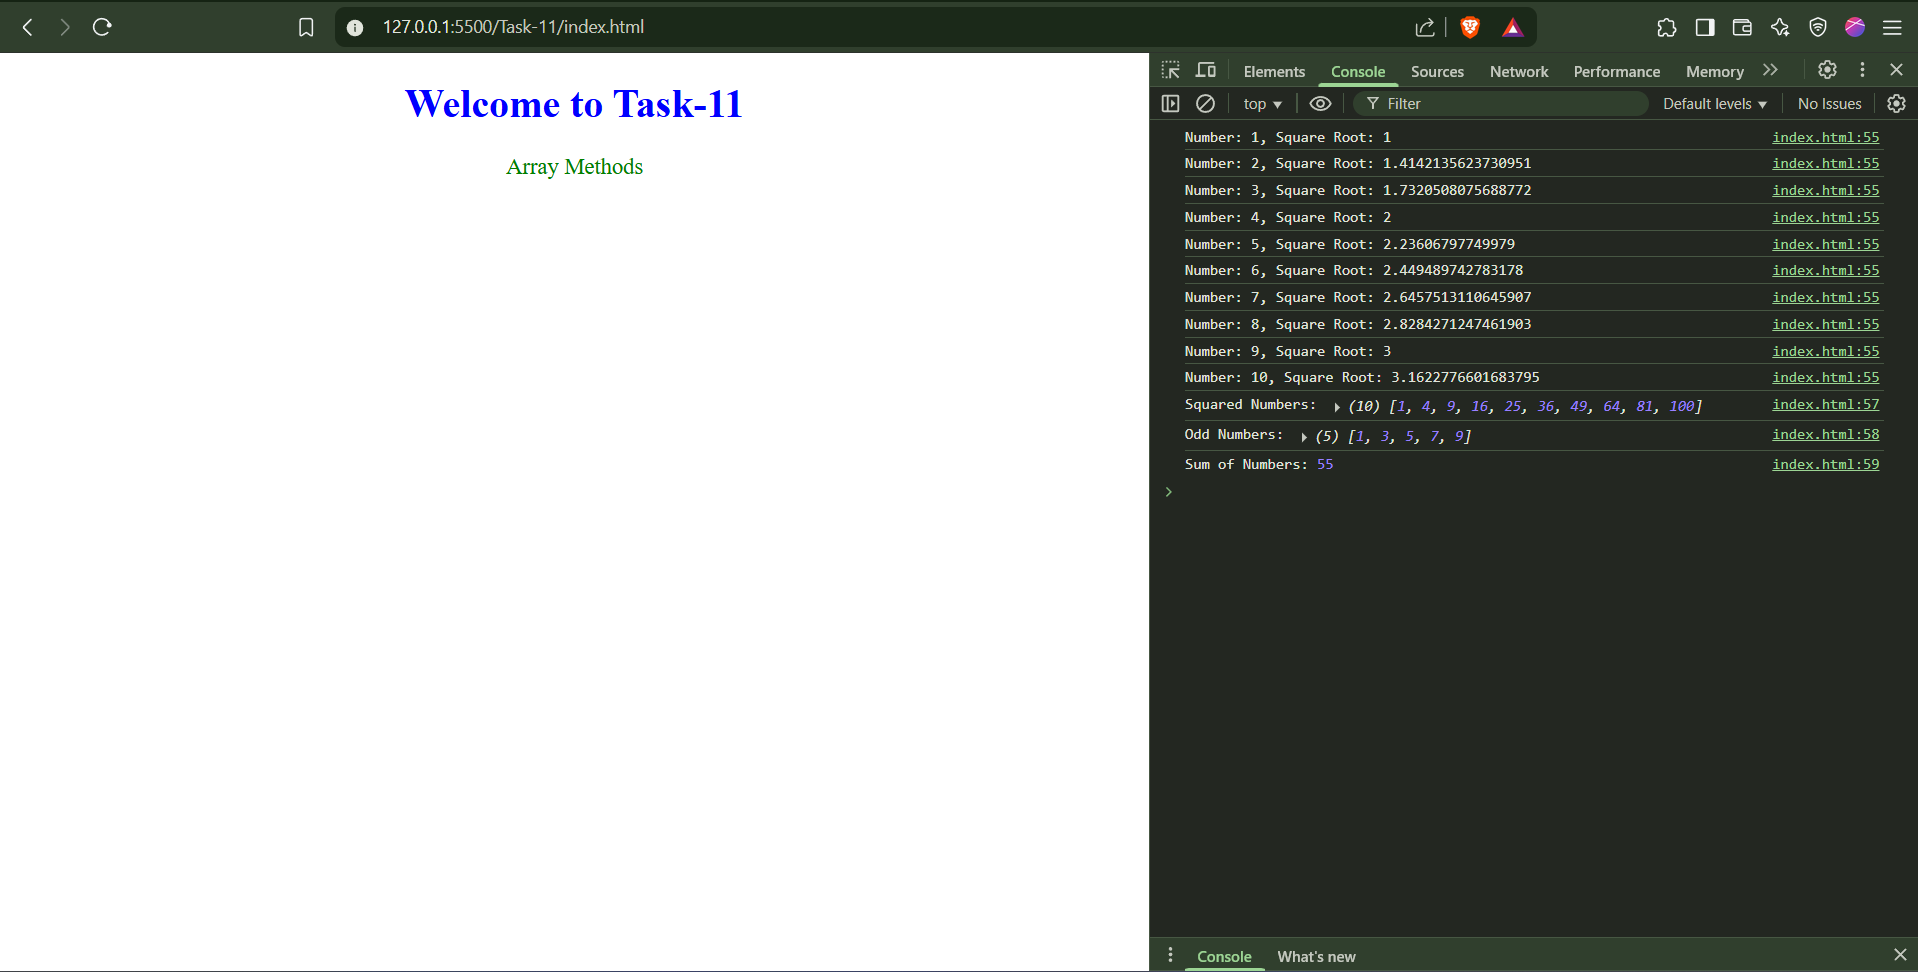 127.0.0.1:5500/Task-11/index.html
Welcome to Task-11
Array Methods
Elements Console Sources Network Performance Memory
top Filter Default levels No Issues
Number: 1, Square Root: 1 index.html:55
Number: 2, Square Root: 1.4142135623730951 index.html:55
Number: 3, Square Root: 1.7320508075688772 index.html:55
Number: 4, Square Root: 2 index.html:55
Number: 5, Square Root: 2.23606797749979 index.html:55
Number: 6, Square Root: 2.449489742783178 index.html:55
Number: 7, Square Root: 2.6457513110645907 index.html:55
Number: 8, Square Root: 2.8284271247461903 index.html:55
Number: 9, Square Root: 3 index.html:55
Number: 10, Square Root: 3.1622776601683795 index.html:55
Squared Numbers: (10) [1, 4, 9, 16, 25, 36, 49, 64, 81, 100] index.html:57
Odd Numbers: (5) [1, 3, 5, 7, 9] index.html:58
Sum of Numbers: 55 index.html:59
Console What's new